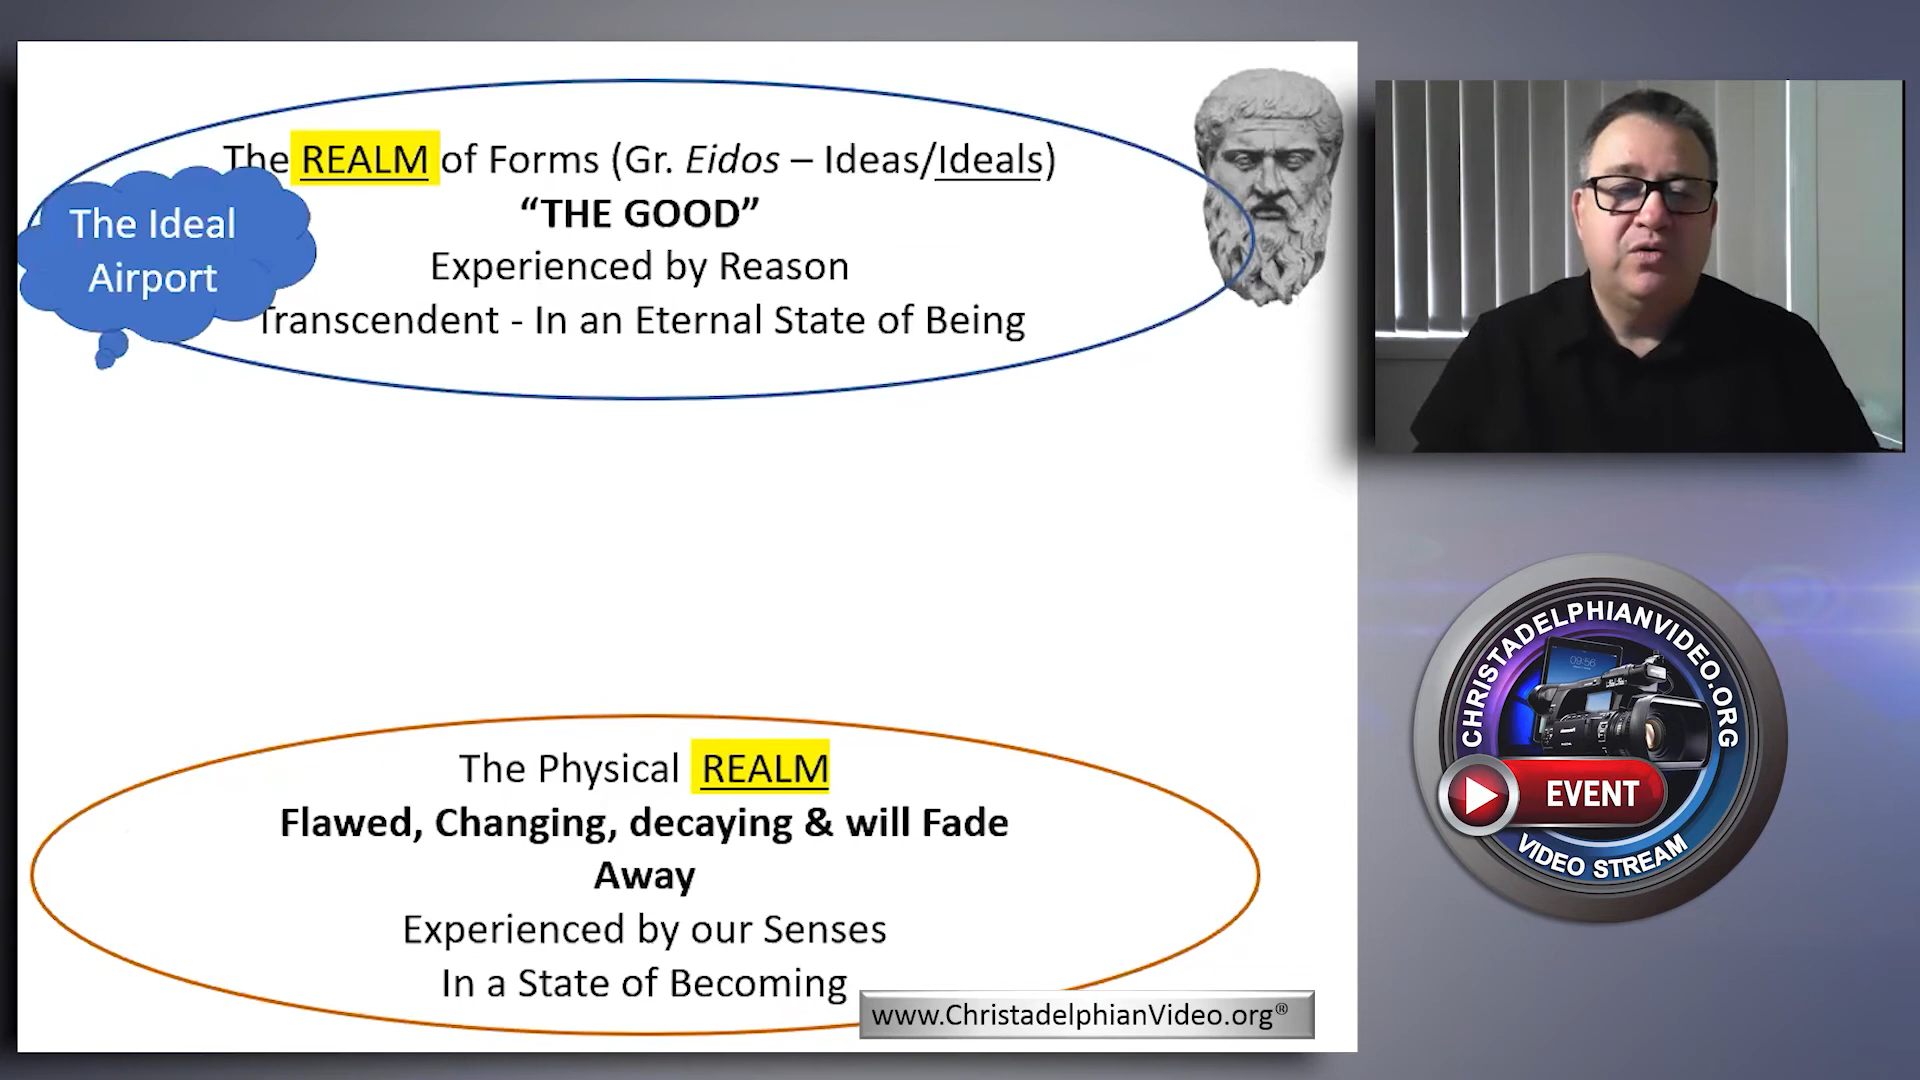 The REALM of Forms (Gr. Eidos – Ideas/Ideals)
“THE GOOD”
Experienced by Reason
Transcendent - In an Eternal State of Being
The Ideal
Airport
The Physical REALM
Flawed, Changing, decaying & will Fade
Away
Experienced by our Senses
In a State of Becoming
www.ChristadelphianVideo.org®
CHRISTADELPHIANVIDEO.ORG
09:56
EVENT
VIDEO STREAM